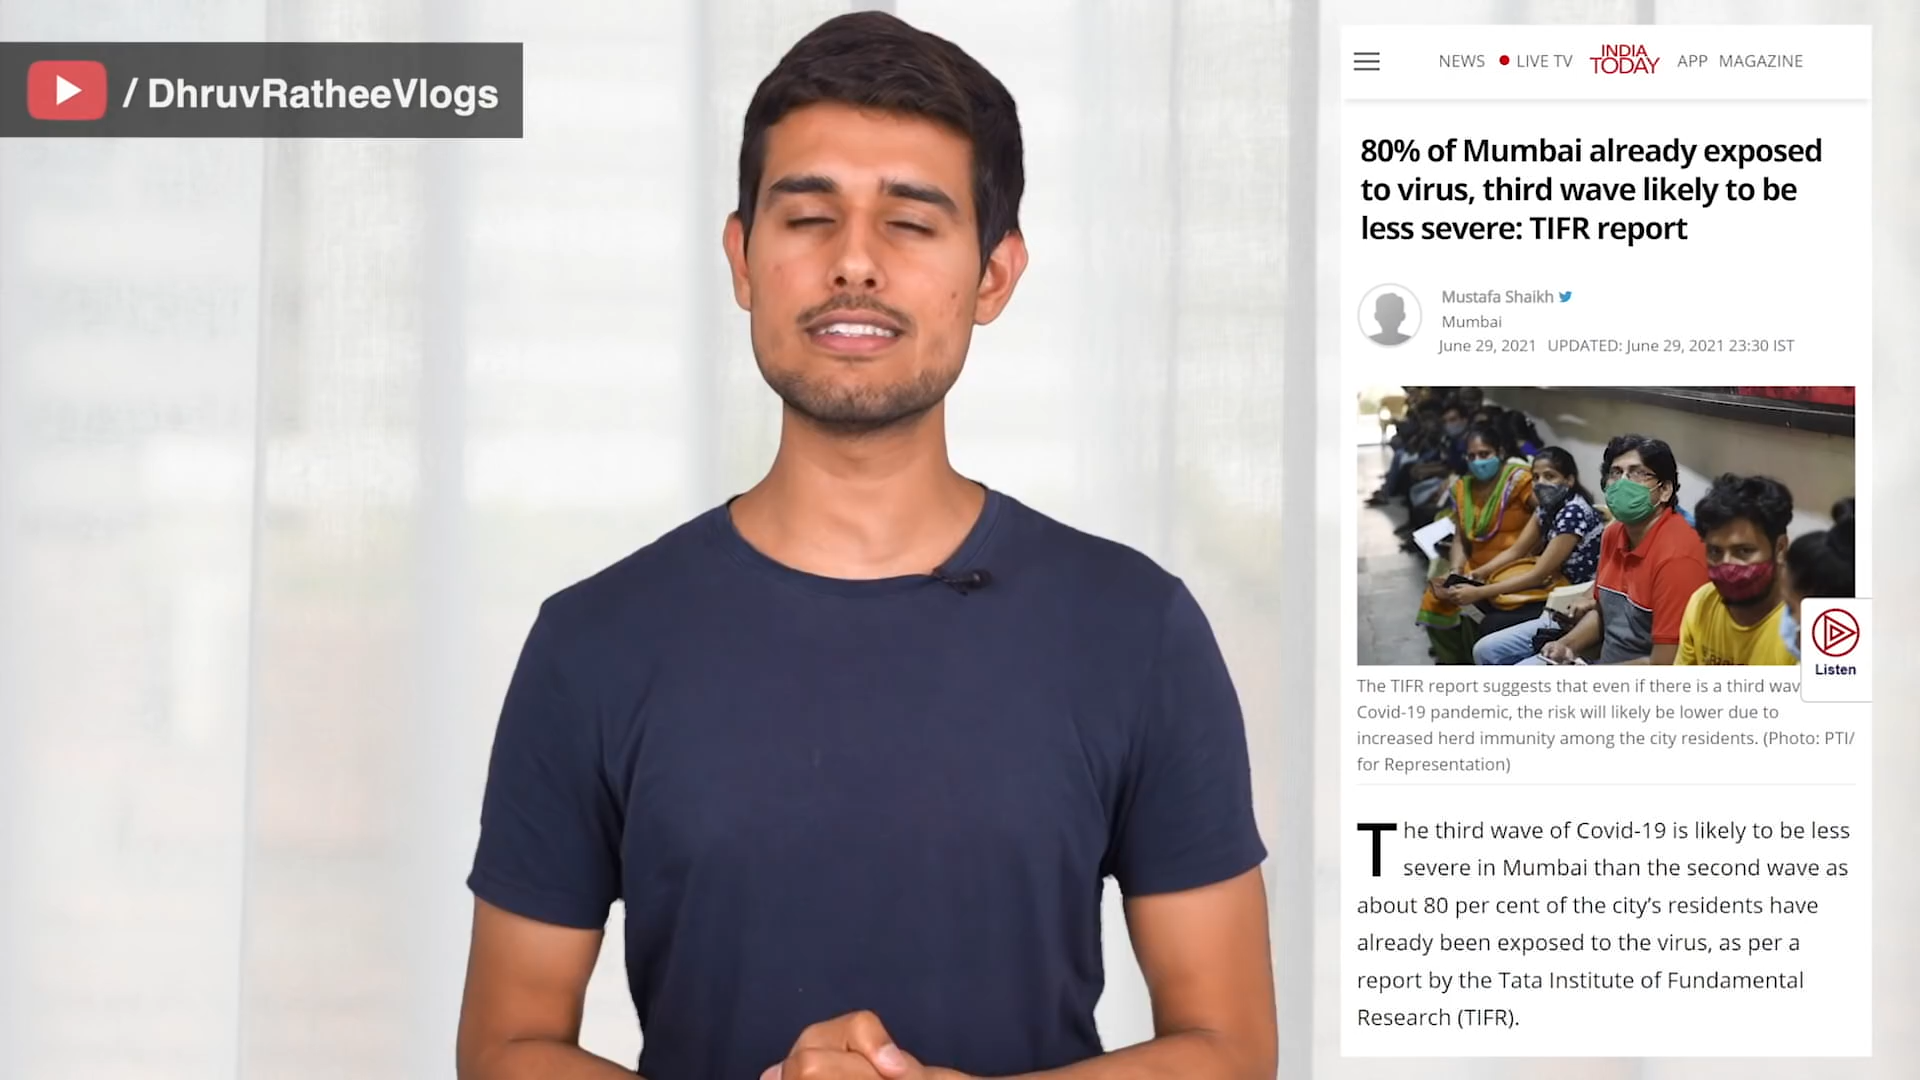 / DhruvRatheeVlogs
NEWS LIVE TV INDIA TODAY APP MAGAZINE
80% of Mumbai already exposed
to virus, third wave likely to be
less severe: TIFR report
Mustafa Shaikh
Mumbai
June 29, 2021 UPDATED: June 29, 2021 23:30 IST
Listen
The TIFR report suggests that even if there is a third
Covid-19 pandemic, the risk will likely be lower due to
increased herd immunity among the city residents. (Photo: PTI/
for Representation)
The third wave of Covid-19 is likely to be less
severe in Mumbai than the second wave as
about 80 per cent of the city’s residents have
already been exposed to the virus, as per a
report by the Tata Institute of Fundamental
Research (TIFR).